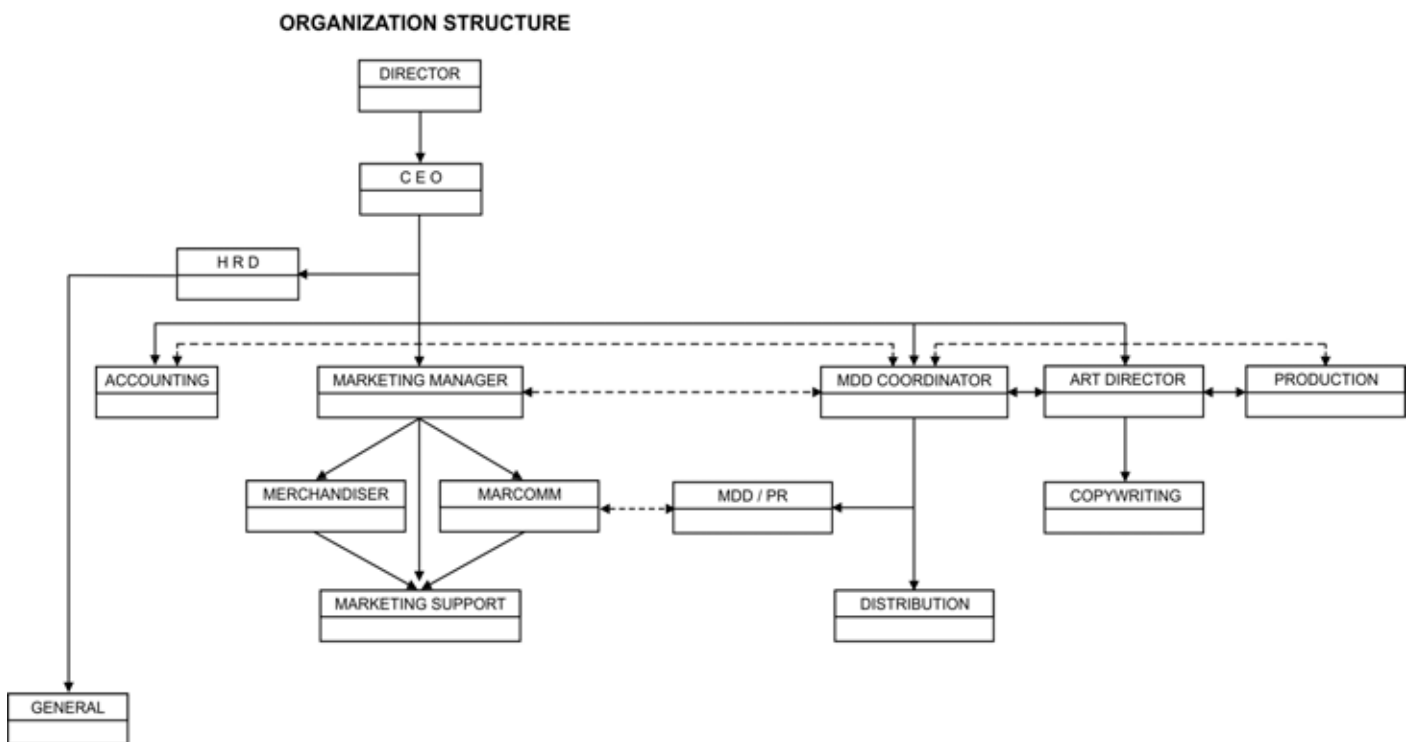 ORGANIZATION STRUCTURE
DIRECTOR
C E O
H R D
ACCOUNTING
MARKETING MANAGER
MDD COORDINATOR
ART DIRECTOR
PRODUCTION
MERCHANDISER
MARCOMM
MDD / PR
COPYWRITING
MARKETING SUPPORT
DISTRIBUTION
GENERAL